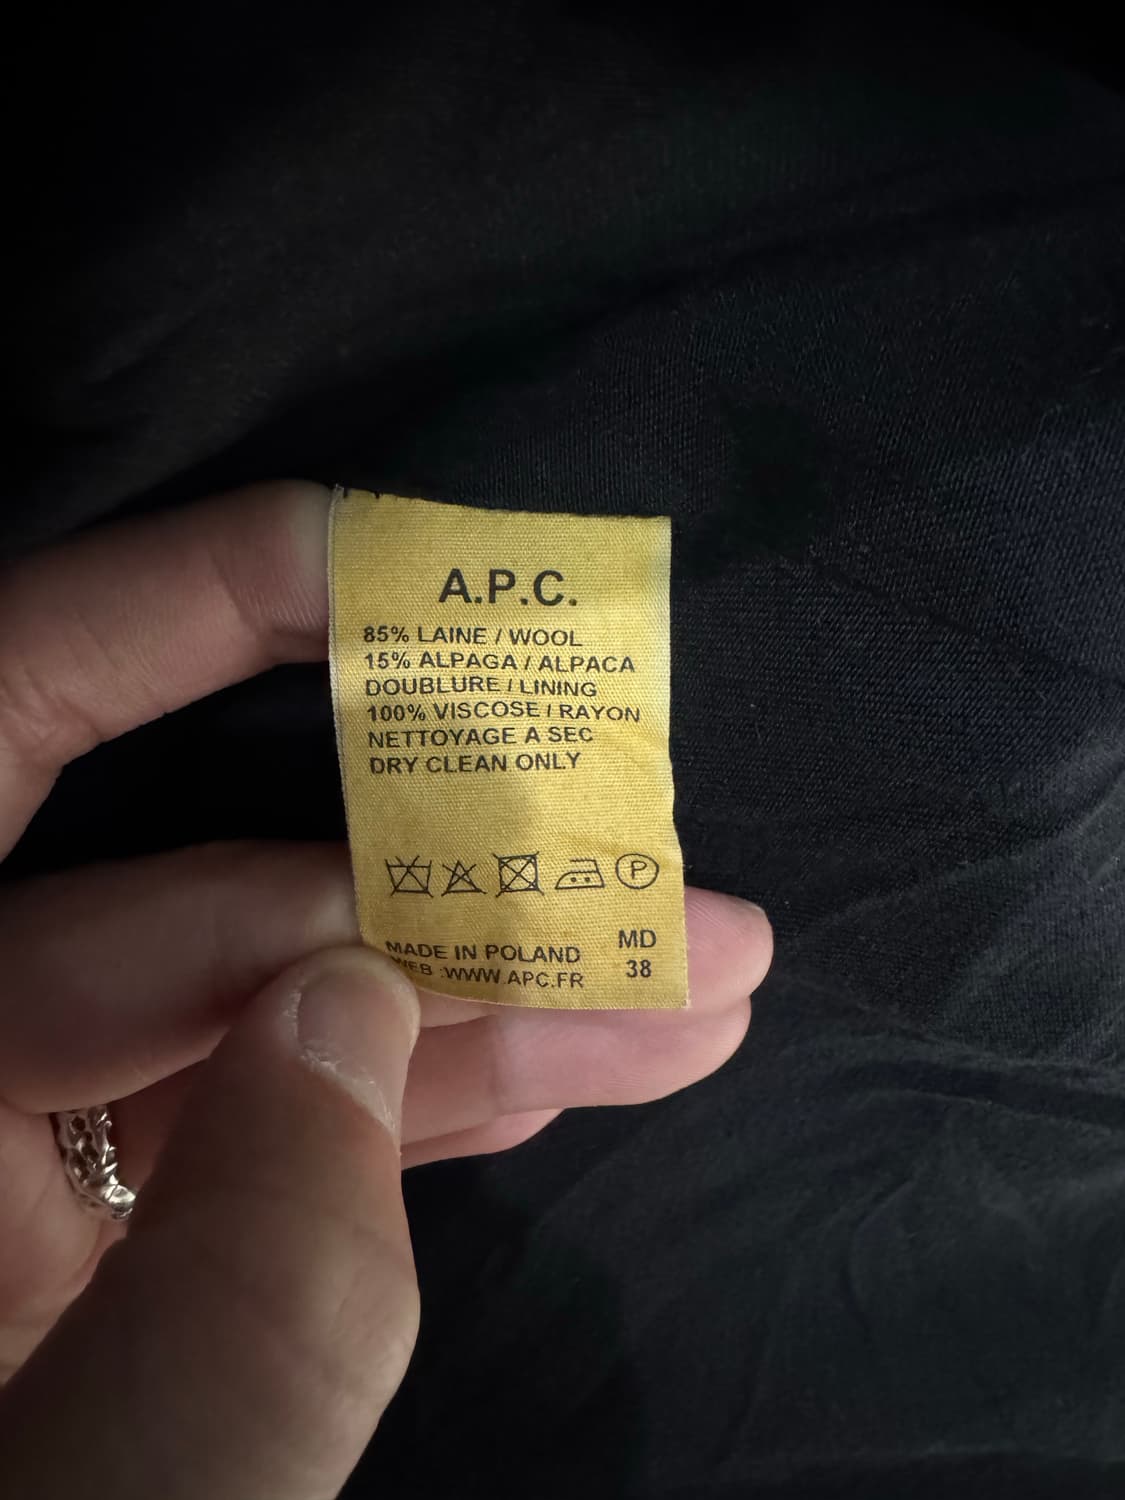 A.P.C.
85% LAINE / WOOL
15% ALPAGA / ALPACA
DOUBLURE / LINING
100% VISCOSE / RAYON
NETTOYAGE A SEC
DRY CLEAN ONLY
P
MADE IN POLAND MD
WEB :WWW.APC.FR 38